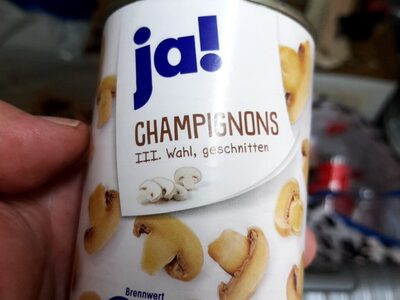 ja!
CHAMPIGNONS
III. Wahl, geschnitten
Brennwert